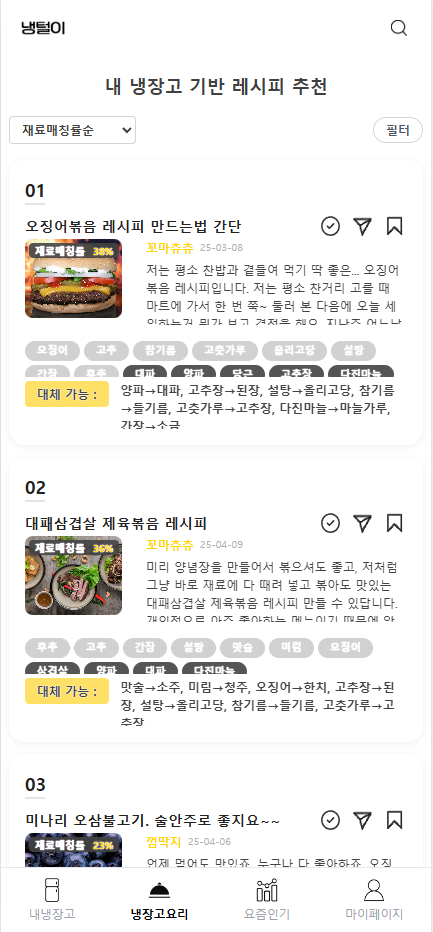 냉털이
내 냉장고 기반 레시피 추천
재료매칭률순
필터
01
오징어볶음 레시피 만드는법 간단
재료매칭률 38%
꼬마츄츄 25-03-08
저는 평소 찬밥과 곁들여 먹기 딱 좋은... 오징어
볶음 레시피입니다. 저는 평소 찬거리 고를 때
마트에 가서 한 번 쭉~ 둘러 본 다음에 오늘 세
오징어 고추 참기름 고춧가루 올리고당 설탕
간장 후추 대파 양파 당근 고추장 다진마늘
대체 가능 :
양파→대파, 고추장→된장, 설탕→올리고당, 참기름
→들기름, 고춧가루→고추장, 다진마늘→마늘가루,
간장→소금
02
대패삼겹살 제육볶음 레시피
재료매칭률 36%
꼬마츄츄 25-04-09
미리 양념장을 만들어서 볶으셔도 좋고, 저처럼
그냥 바로 재료에 다 때려 넣고 볶아도 맛있는
대패삼겹살 제육볶음 레시피 만들 수 있답니다.
개인적으로 아주 좋아하는 메뉴이기 때문에
후추 고추 간장 설탕 맛술 미림 오징어
삼겹살 양파 대파 다진마늘
대체 가능 :
맛술→소주, 미림→청주, 오징어→한치, 고추장→된
장, 설탕→올리고당, 참기름→들기름, 고춧가루→고
추장
03
미나리 오삼불고기. 술안주로 좋지요~~
재료매칭률 23%
껌딱지 25-04-06
언제 먹어도 맛있죠. 누구나 다 좋아하죠. 오징
내냉장고
냉장고요리
요즘인기
마이페이지